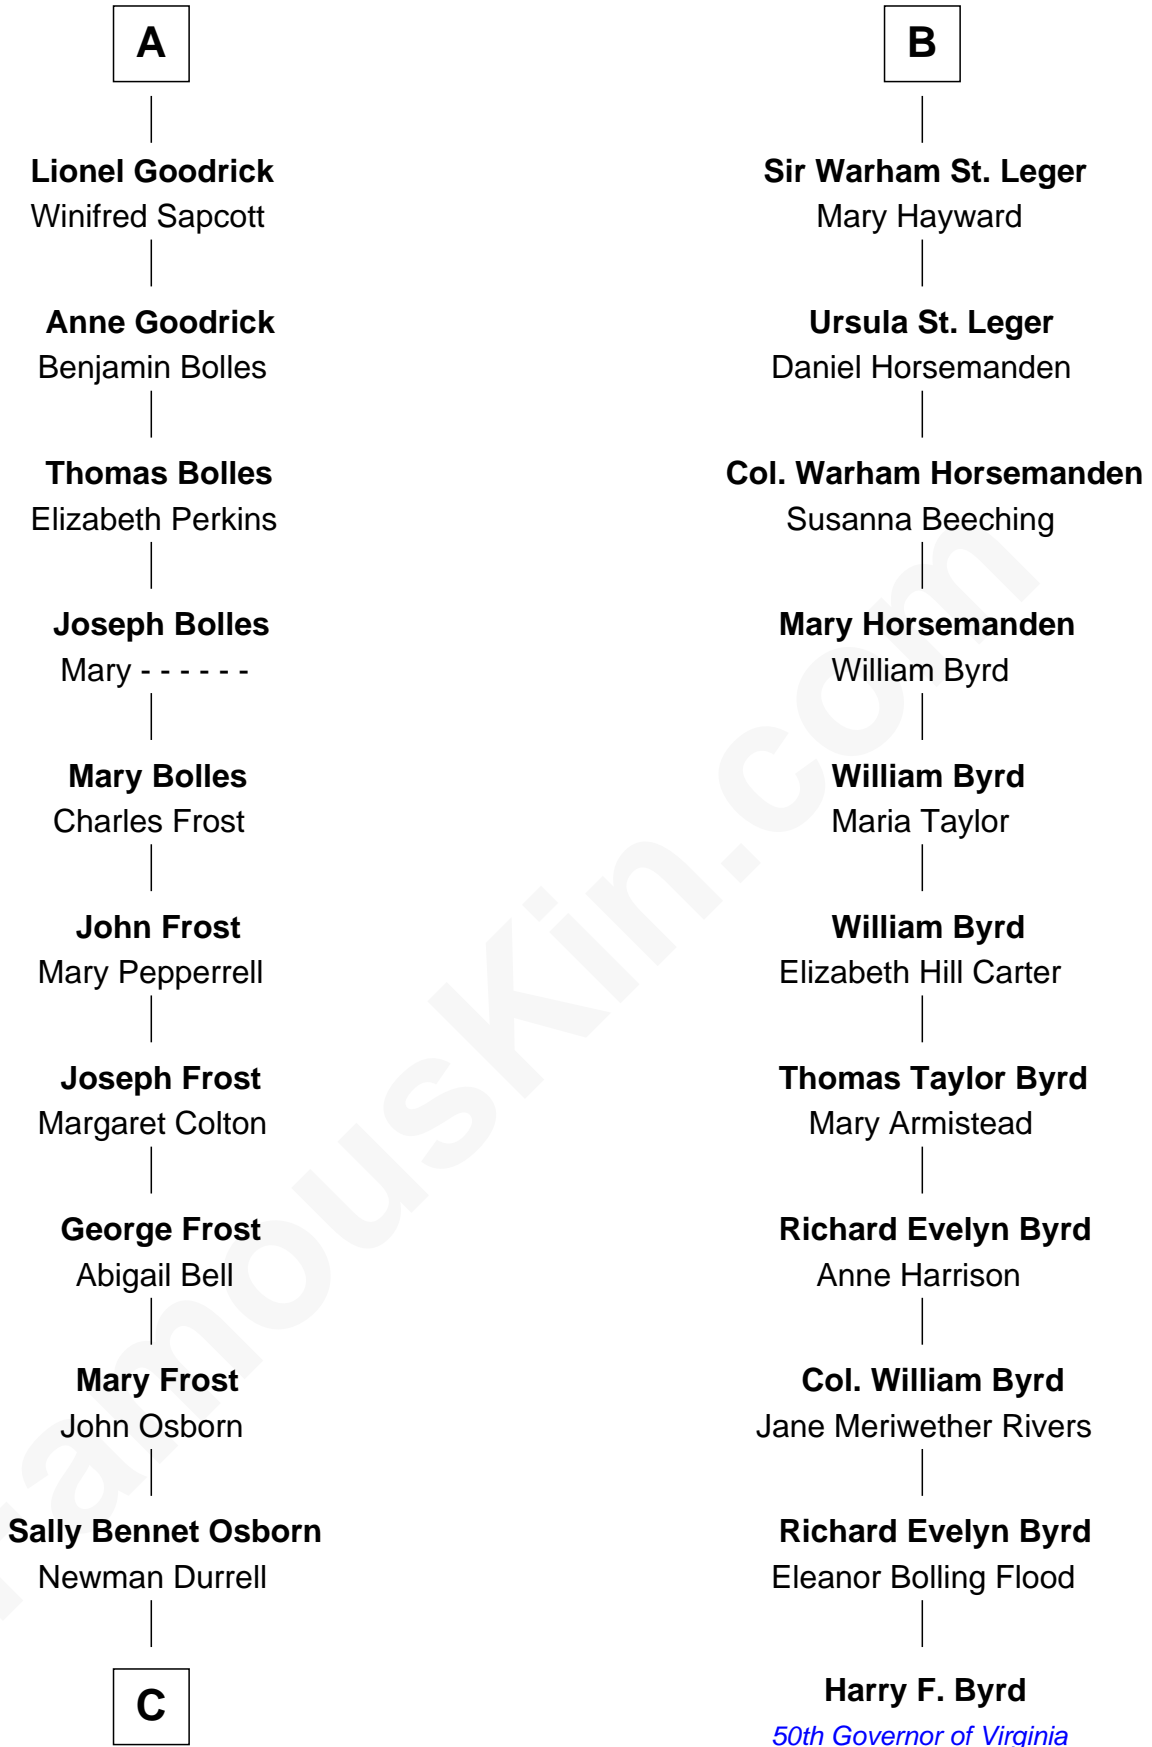 A
Lionel Goodrick
Winifred Sapcott
Anne Goodrick
Benjamin Bolles
Thomas Bolles
Elizabeth Perkins
Joseph Bolles
Mary - - - - - -
Mary Bolles
Charles Frost
John Frost
Mary Pepperrell
Joseph Frost
Margaret Colton
George Frost
Abigail Bell
Mary Frost
John Osborn
Sally Bennet Osborn
Newman Durrell
C
B
Sir Warham St. Leger
Mary Hayward
Ursula St. Leger
Daniel Horsemanden
Col. Warham Horsemanden
Susanna Beeching
Mary Horsemanden
William Byrd
William Byrd
Maria Taylor
William Byrd
Elizabeth Hill Carter
Thomas Taylor Byrd
Mary Armistead
Richard Evelyn Byrd
Anne Harrison
Col. William Byrd
Jane Meriwether Rivers
Richard Evelyn Byrd
Eleanor Bolling Flood
Harry F. Byrd
50th Governor of Virginia
FamousKin.com